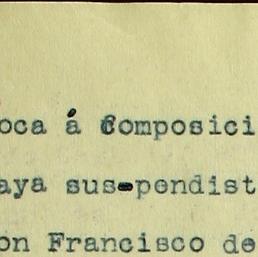 oca á composici
aya sus-pendist
on Francisco de